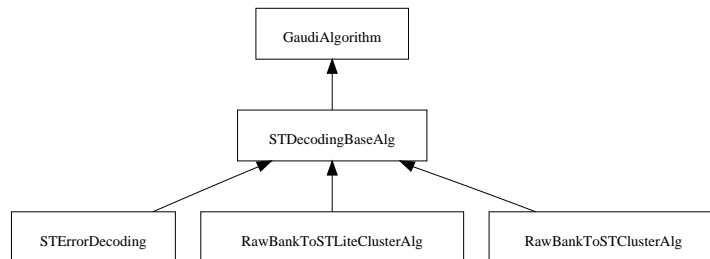 GaudiAlgorithm
STDecodingBaseAlg
STErrorDecoding
RawBankToSTLiteClusterAlg
RawBankToSTClusterAlg